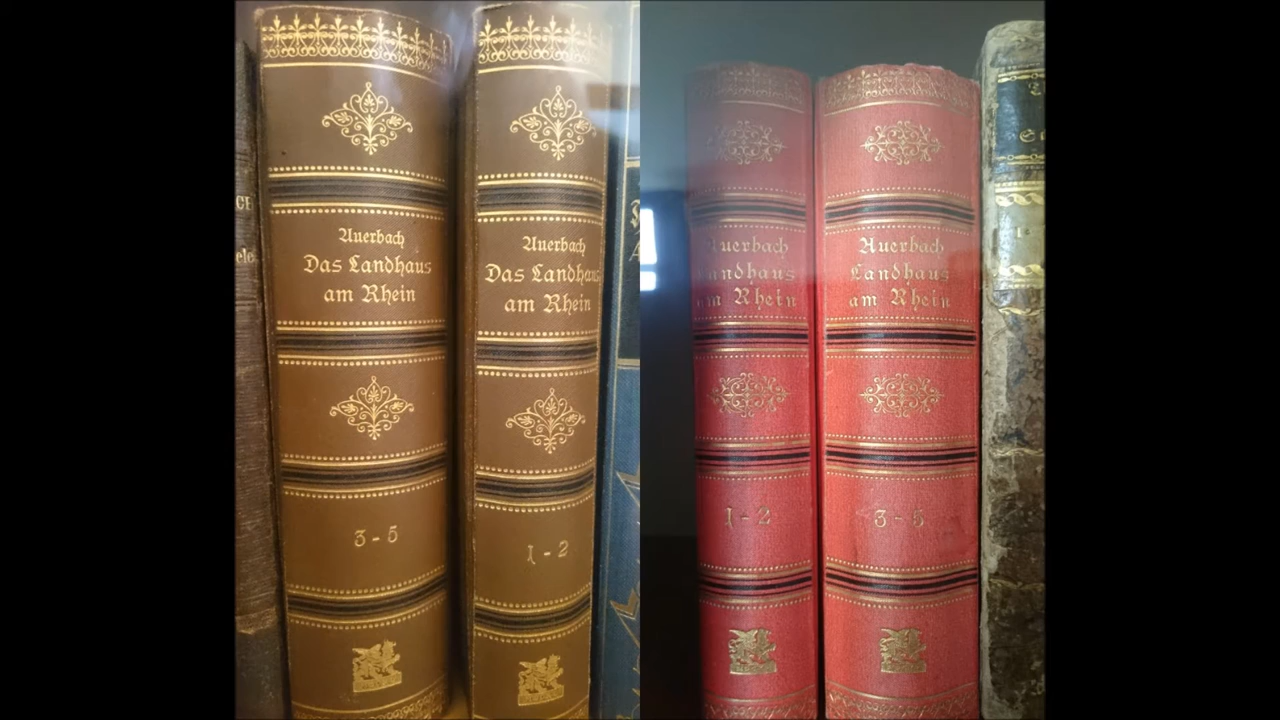 Auerbach
Das Landhaus
am Rhein
3-5
Auerbach
Das Landhaus
am Rhein
1-2
Auerbach
Landhaus
am Rhein
1-2
Auerbach
Landhaus
am Rhein
3-5